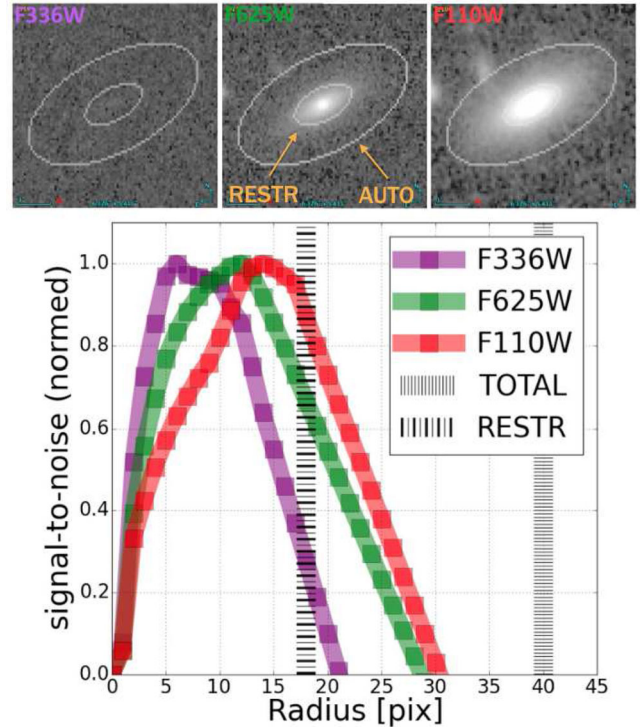 F336W
F625W
F110W
RESTR
AUTO
signal-to-noise (normed)
1.0
0.8
0.6
0.4
0.2
0.0
F336W
F625W
F110W
TOTAL
RESTR
0
5
10
15
20
25
30
35
40
45
Radius [pix]